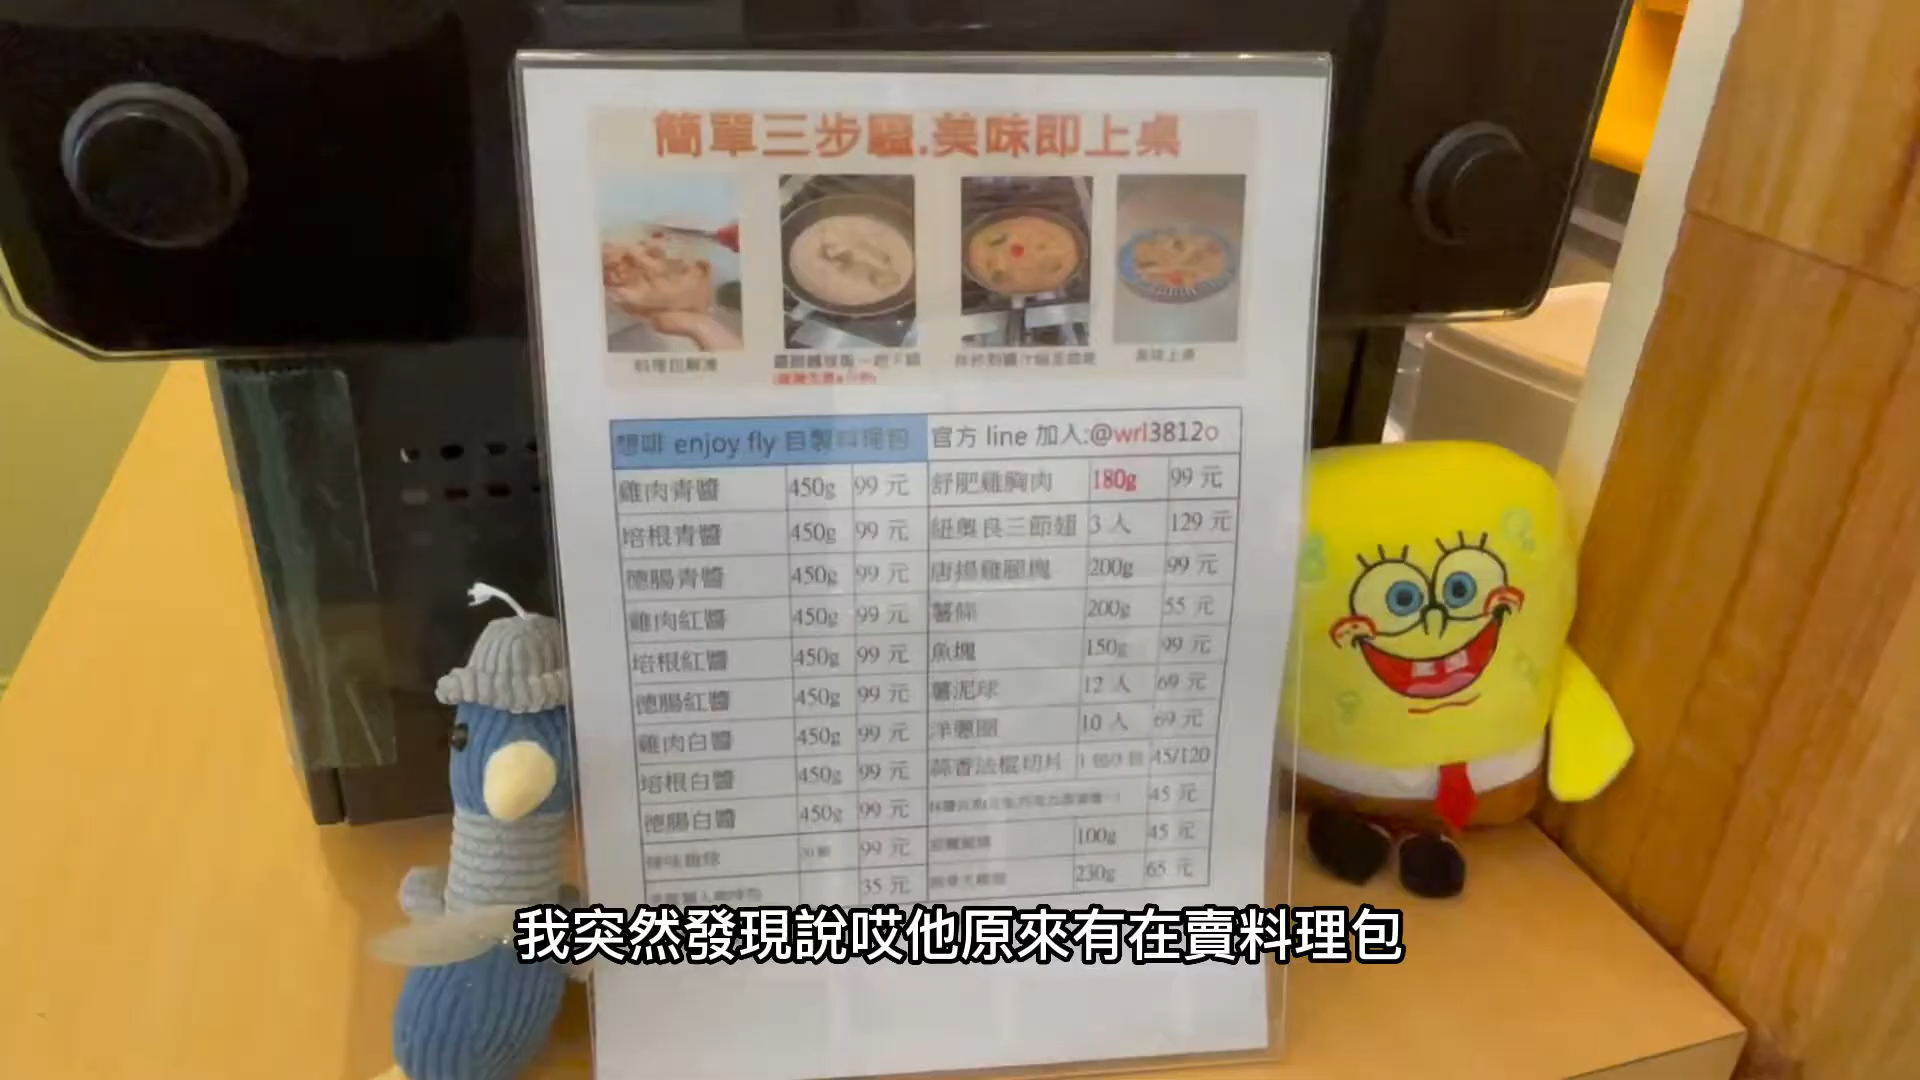 簡單三步驟.美味即上桌
料理包解凍
美味上桌
想啡 enjoy fly 自製料理包 官方 line 加入:@wrl3812o
雞肉青醬 450g 99 元 舒肥雞胸肉 180g 99 元
培根青醬 450g 99 元 紐奧良三節翅 3 入 129 元
德腸青醬 450g 99 元 唐揚雞腿塊 200g 99 元
雞肉紅醬 450g 99 元 薯條 200g 55 元
培根紅醬 450g 99 元 魚塊 150g 99 元
德腸紅醬 450g 99 元 薯泥球 12 入 69 元
雞肉白醬 450g 99 元 洋蔥圈 10 入 69 元
培根白醬 450g 99 元 蒜香法棍切片 45/120
德腸白醬 450g 99 元 45 元
99 元 100g 45 元
35 元 230g 65 元
我突然發現說哎他原來有在賣料理包